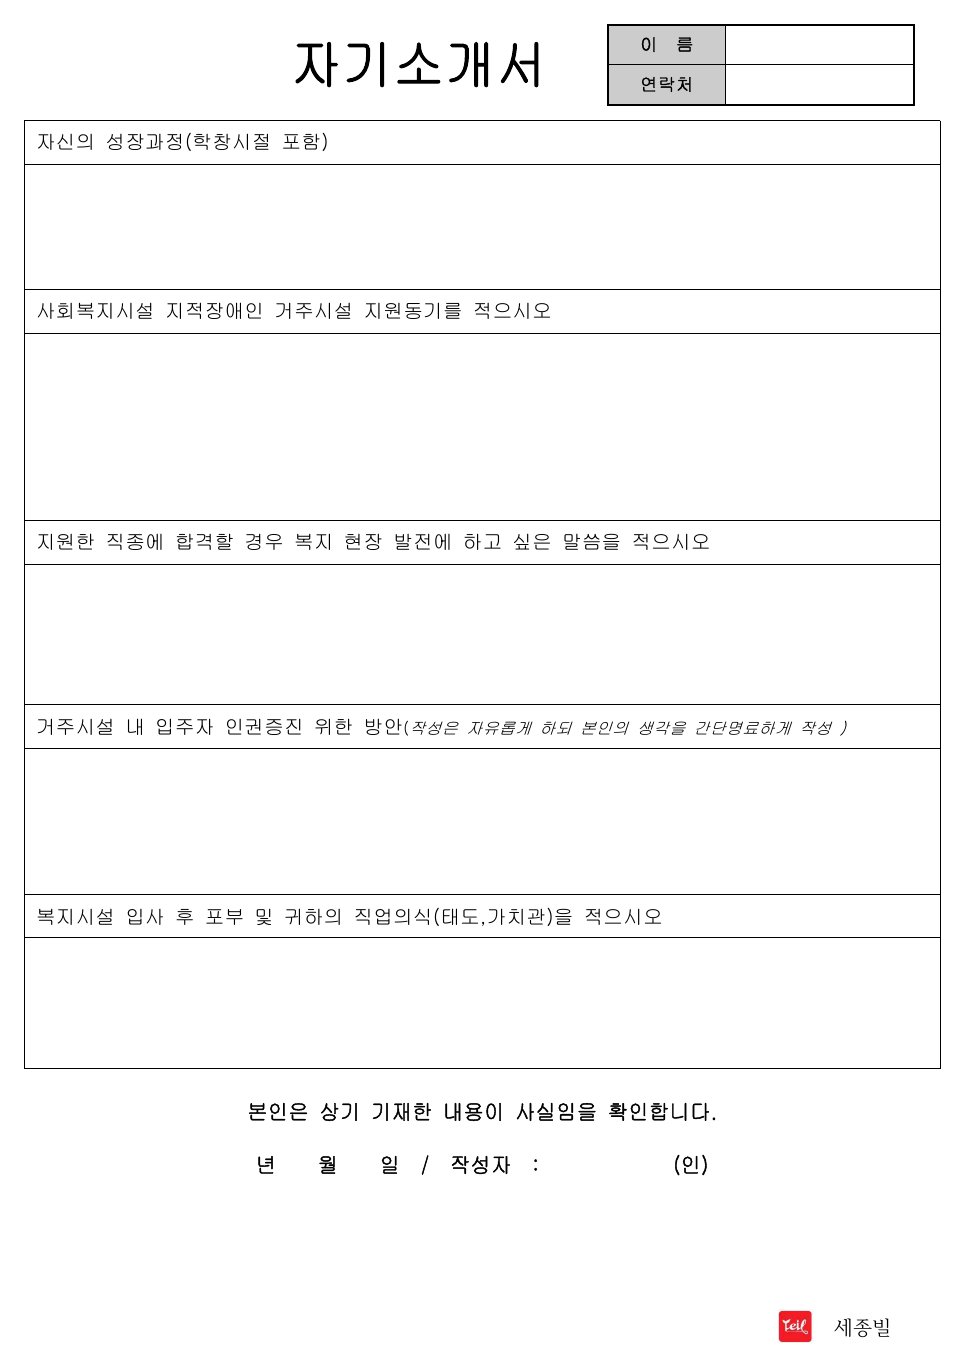 자기소개서
이 름
연락처
자신의 성장과정(학창시절 포함)
사회복지시설 지적장애인 거주시설 지원동기를 적으시오
지원한 직종에 합격할 경우 복지 현장 발전에 하고 싶은 말씀을 적으시오
거주시설 내 입주자 인권증진 위한 방안(작성은 자유롭게 하되 본인의 생각을 간단명료하게 작성 )
복지시설 입사 후 포부 및 귀하의 직업의식(태도,가치관)을 적으시오
본인은 상기 기재한 내용이 사실임을 확인합니다.
년 월 일 / 작성자 : (인)
세종빌